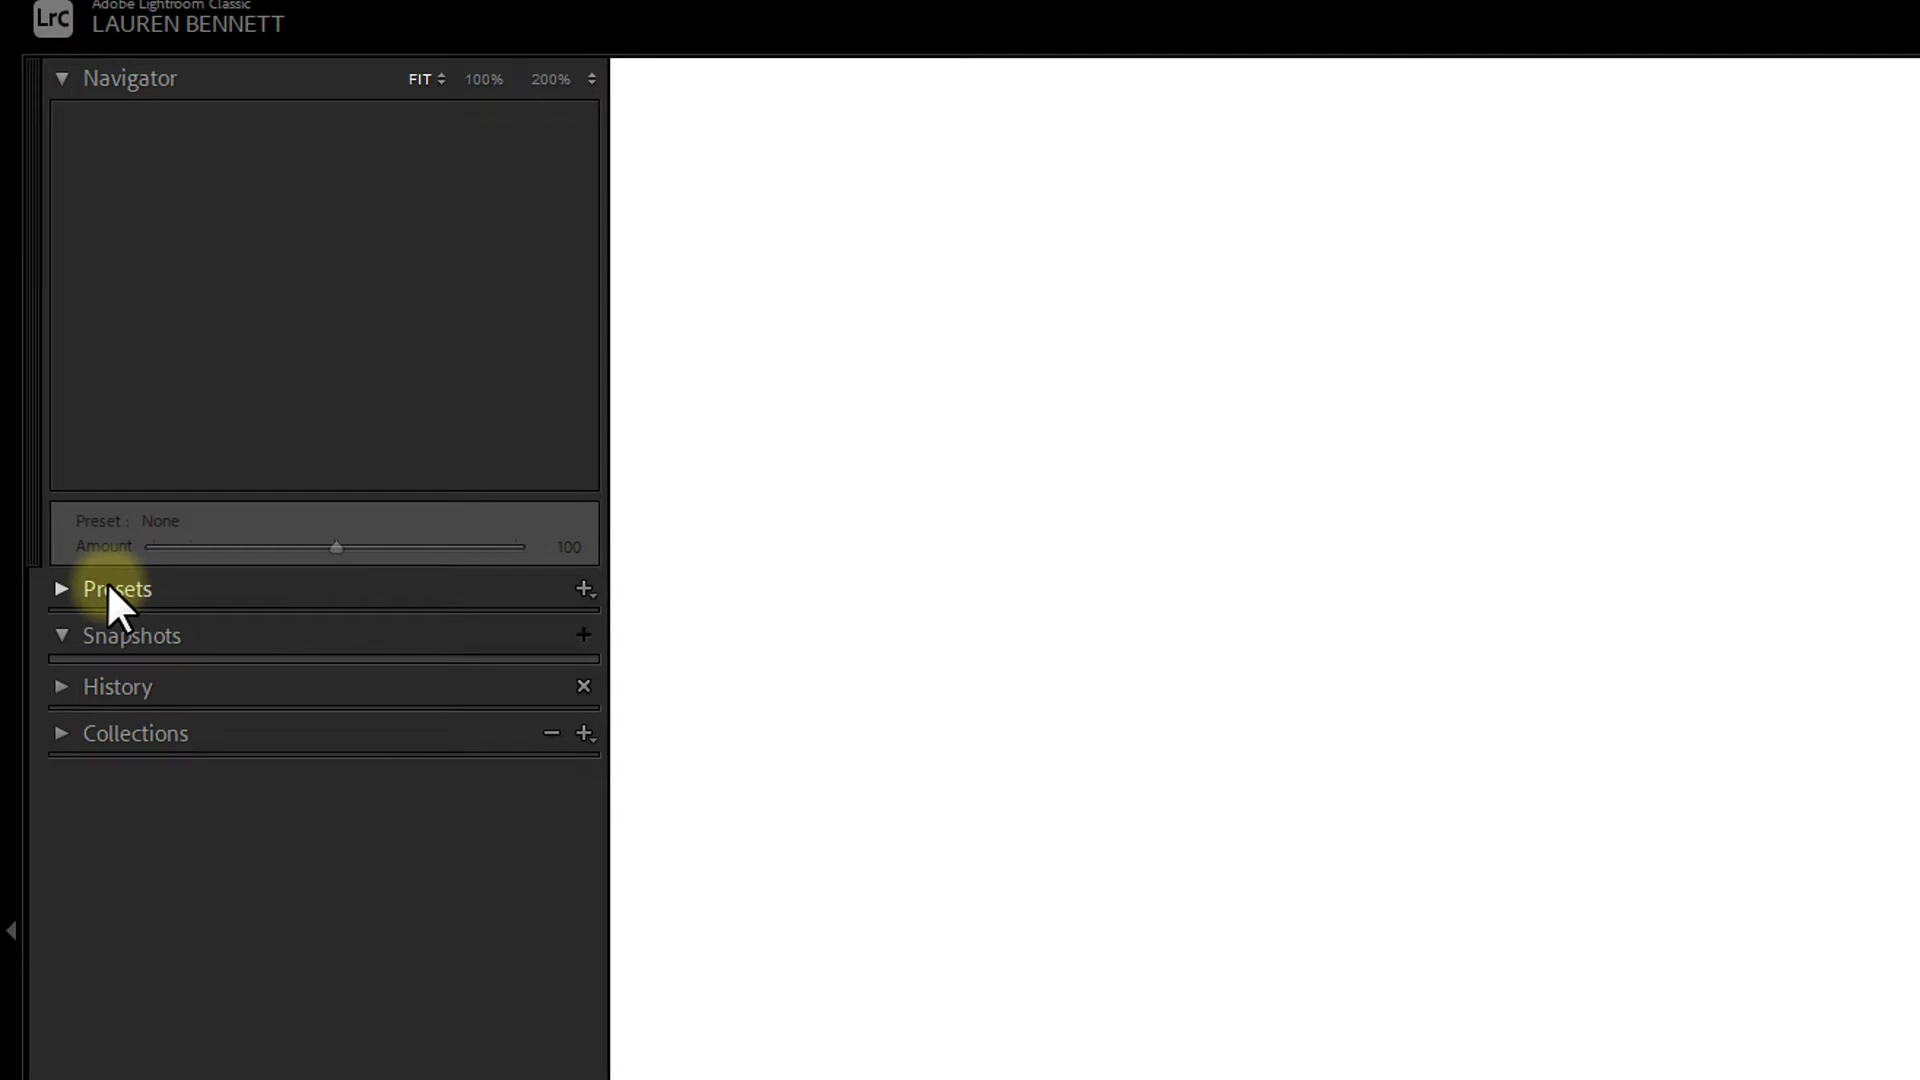 LrC
Adobe Lightroom Classic
LAUREN BENNETT
Navigator FIT 100% 200%
Preset : None
Amount 100
Presets
Snapshots
History
Collections